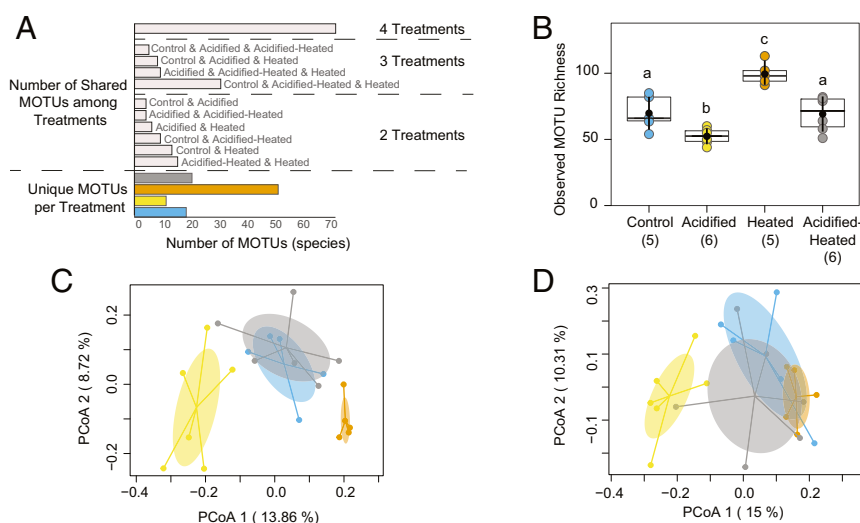 A
4 Treatments
Control & Acidified & Acidified-Heated
Control & Acidified & Heated
3 Treatments
Acidified & Acidified-Heated & Heated
Control & Acidified-Heated & Heated
Number of Shared
MOTUs among
Treatments
Control & Acidified
Acidified & Acidified-Heated
Acidified & Heated
2 Treatments
Control & Acidified-Heated
Control & Heated
Acidified-Heated & Heated
Unique MOTUs
per Treatment
0 10 20 30 40 50 60 70
Number of MOTUs (species)
B
Observed MOTU Richness
100
50
0
a
b
c
a
Control
(5)
Acidified
(6)
Heated
(5)
Acidified-
Heated
(6)
C
PCoA 2 ( 8.72 %)
0.2
0.0
−0.2
−0.4 −0.2 0.0 0.2 0.4
PCoA 1 ( 13.86 %)
D
PCoA 2 ( 10.31 %)
0.3
0.1
−0.1
−0.4 −0.2 0.0 0.2 0.4
PCoA 1 ( 15 %)